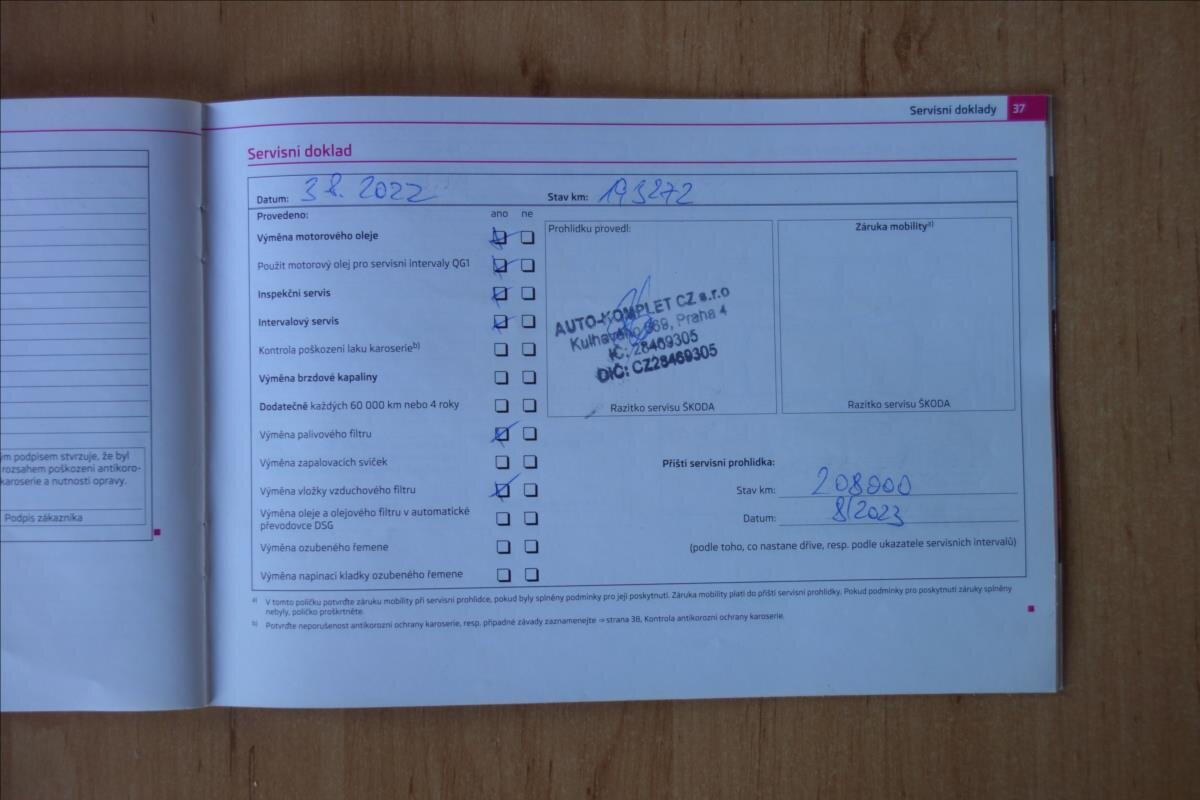 Servisní doklady 37
Servisní doklad
Datum: 3 8. 2022 Stav km: 193272
Provedeno: ano ne
Výměna motorového oleje
Použit motorový olej pro servisní intervaly QG1
Inspekční servis
Intervalový servis
Kontrola poškození laku karoserieb)
Výměna brzdové kapaliny
Dodatečně každých 60 000 km nebo 4 roky
Výměna palivového filtru
Výměna zapalovacích svíček
Výměna vložky vzduchového filtru
Výměna oleje a olejového filtru v automatické
převodovce DSG
Výměna ozubeného řemene
Výměna napínací kladky ozubeného řemene
Prohlídku provedl:
AUTO-KOMPLET CZ s.r.o
Praha 4
IČ: 28469305
DIČ: CZ28469305
Razítko servisu ŠKODA
Záruka mobilitya)
Razítko servisu ŠKODA
Příští servisní prohlídka:
Stav km: 208000
Datum: 8/2023
(podle toho, co nastane dříve, resp. podle ukazatele servisních intervalů)
a) V tomto políčku potvrďte záruku mobility při servisní prohlídce, pokud byly splněny podmínky pro její poskytnutí. Záruka mobility platí do příští servisní prohlídky. Pokud podmínky pro poskytnutí záruky splněny
nebyly, políčko proškrtněte.
b) Potvrďte neporušenost antikorozní ochrany karoserie, resp. případné závady zaznamenejte ⇒ strana 38, Kontrola antikorozní ochrany karoserie.
ým podpisem stvrzuje, že byl
rozsahem poškození antikoro-
karoserie a nutností opravy.
Podpis zákazníka